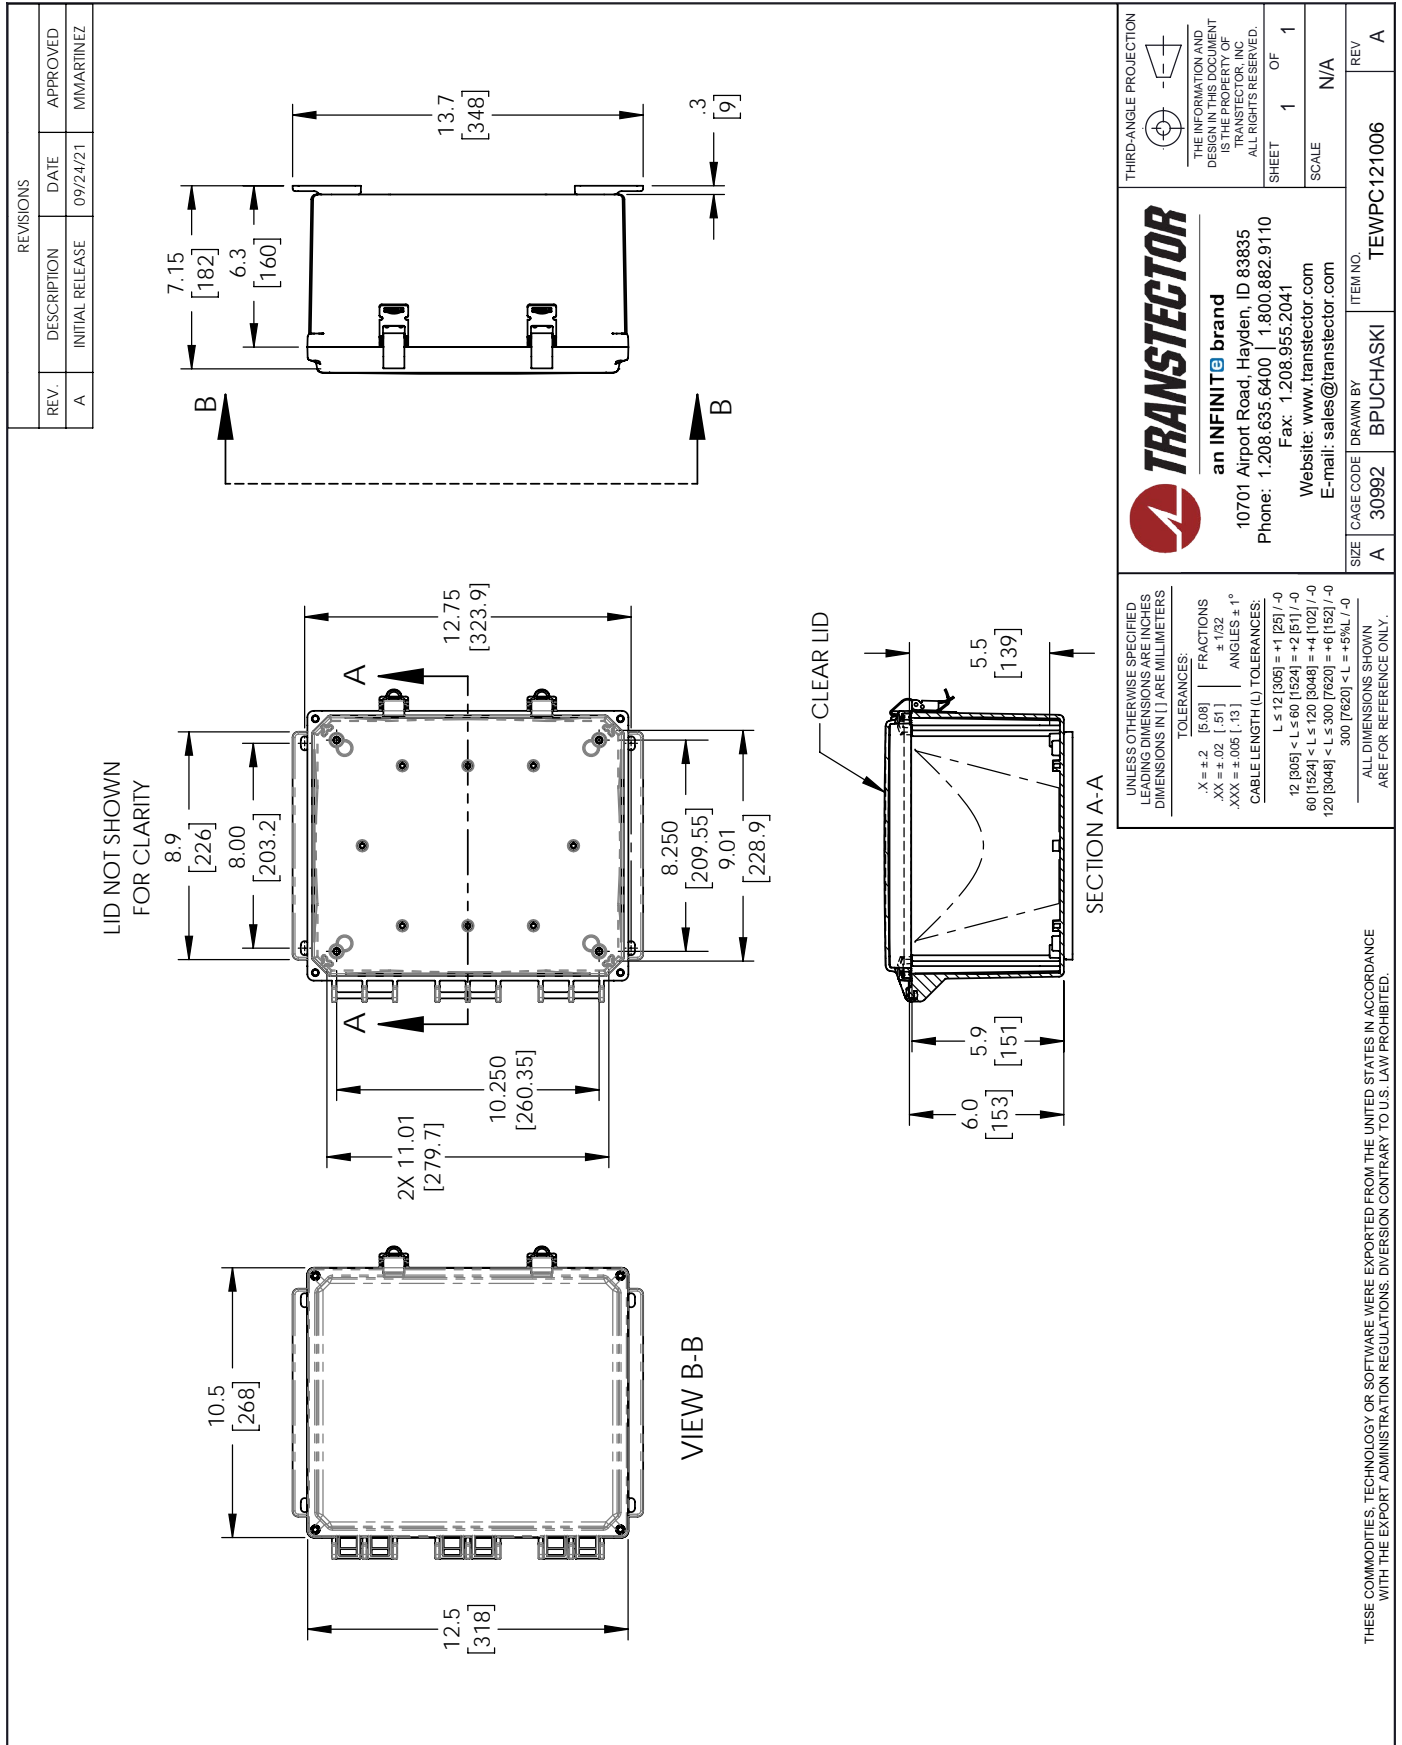 REVISIONS
REV. DESCRIPTION DATE APPROVED
A INITIAL RELEASE 09/24/21 MMARTINEZ
10.5
[268]
12.5
[318]
VIEW B-B
LID NOT SHOWN
FOR CLARITY
8.9
[226]
8.00
[203.2]
A
A
12.75
[323.9]
2X 11.01
[279.7]
10.250
[260.35]
8.250
[209.55]
9.01
[228.9]
B
B
7.15
[182]
6.3
[160]
13.7
[348]
.3
[9]
CLEAR LID
6.0
[153]
5.9
[151]
5.5
[139]
SECTION A-A
UNLESS OTHERWISE SPECIFIED
LEADING DIMENSIONS ARE INCHES
DIMENSIONS IN [ ] ARE MILLIMETERS
TOLERANCES:
.X = ± .2 [5.08] FRACTIONS
.XX = ± .02 [ .51 ] ± 1/32
.XXX = ± .005 [ .13 ] ANGLES ± 1°
CABLE LENGTH (L) TOLERANCES:
L ≤ 12 [305] = +1 [25] / -0
12 [305] < L ≤ 60 [1524] = +2 [51] / -0
60 [1524] < L ≤ 120 [3048] = +4 [102] / -0
120 [3048] < L ≤ 300 [7620] = +6 [152] / -0
300 [7620] < L = +5%L / -0
ALL DIMENSIONS SHOWN
ARE FOR REFERENCE ONLY.
TRANSTECTOR
an INFINITe brand
10701 Airport Road, Hayden, ID 83835
Phone: 1.208.635.6400 | 1.800.882.9110
Fax: 1.208.955.2041
Website: www.transtector.com
E-mail: sales@transtector.com
THIRD-ANGLE PROJECTION
THE INFORMATION AND
DESIGN IN THIS DOCUMENT
IS THE PROPERTY OF
TRANSTECTOR, INC
ALL RIGHTS RESERVED.
SHEET 1 OF 1
SCALE N/A
SIZE A
CAGE CODE 30992
DRAWN BY BPUCHASKI
ITEM NO. TEWPC121006
REV A
THESE COMMODITIES, TECHNOLOGY OR SOFTWARE WERE EXPORTED FROM THE UNITED STATES IN ACCORDANCE
WITH THE EXPORT ADMINISTRATION REGULATIONS. DIVERSION CONTRARY TO U.S. LAW PROHIBITED.